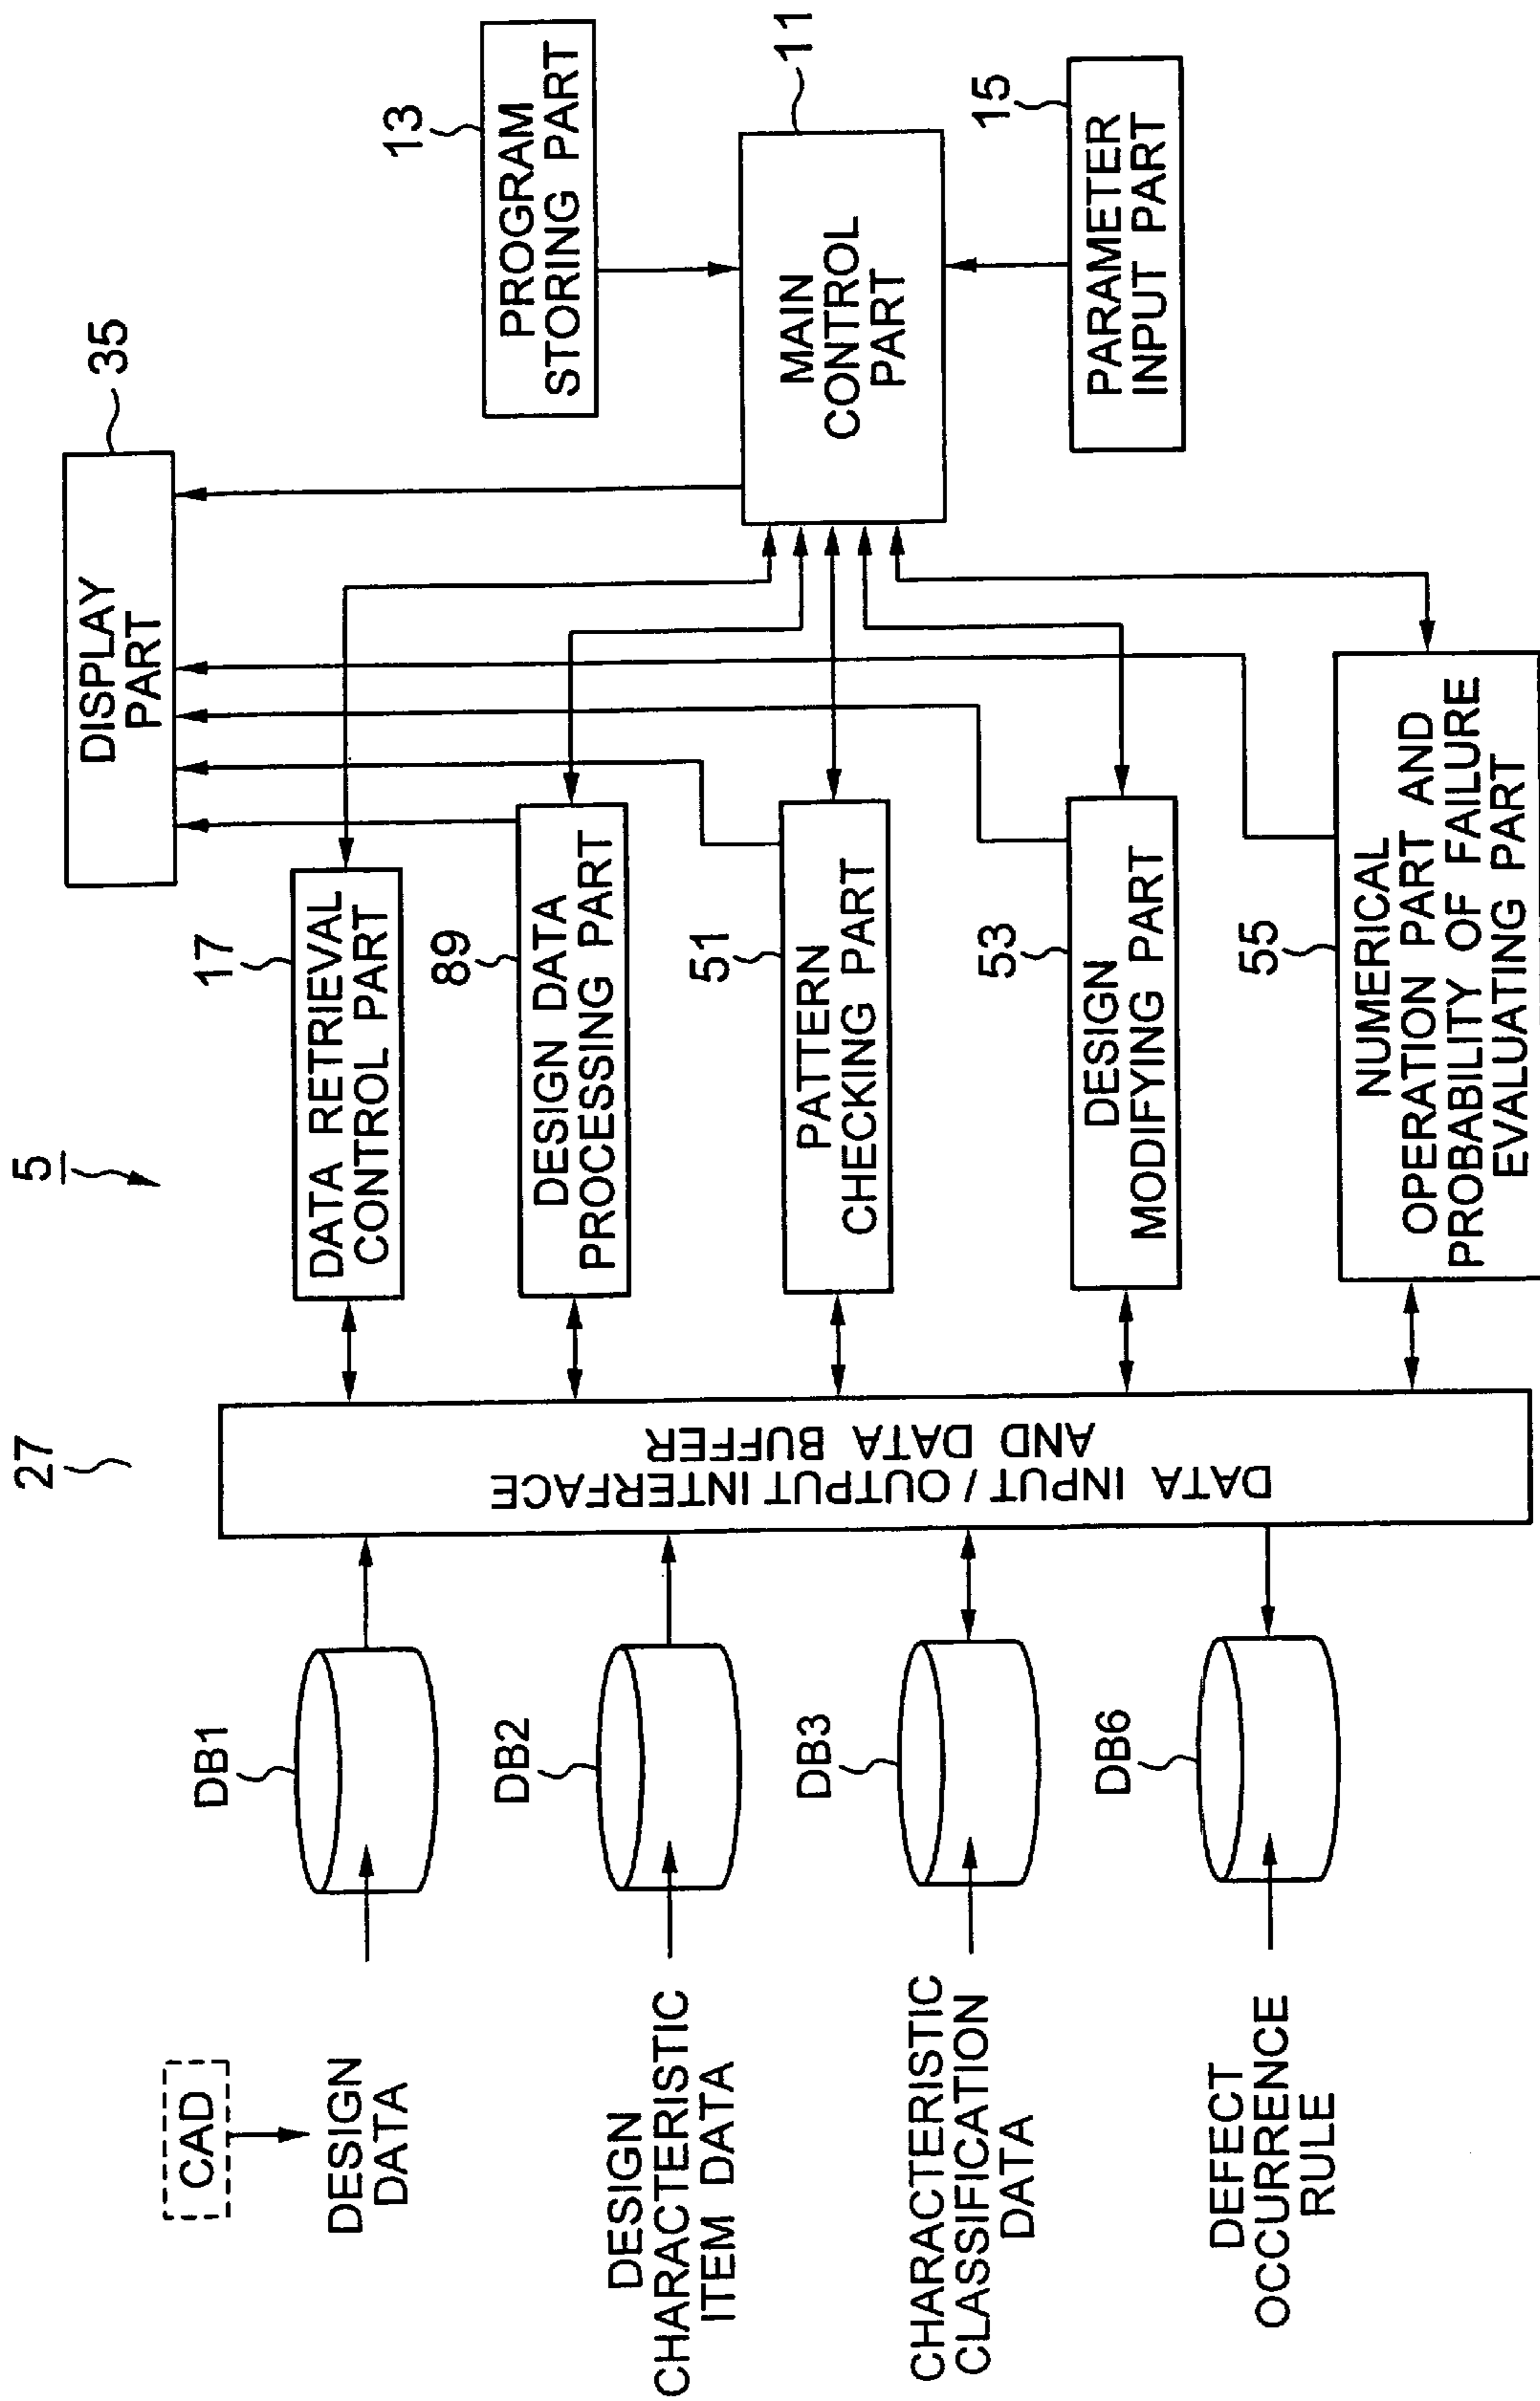 5
27
CAD
DESIGN
DATA
DB1
DESIGN
CHARACTERISTIC
ITEM DATA
DB2
CHARACTERISTIC
CLASSIFICATION
DATA
DB3
DEFECT
OCCURRENCE
RULE
DB6
DATA INPUT / OUTPUT INTERFACE
AND DATA BUFFER
17
DATA RETRIEVAL
CONTROL PART
89
DESIGN DATA
PROCESSING PART
51
PATTERN
CHECKING PART
53
DESIGN
MODIFYING PART
55
NUMERICAL
OPERATION PART AND
PROBABILITY OF FAILURE
EVALUATING PART
35
DISPLAY
PART
13
PROGRAM
STORING PART
11
MAIN
CONTROL
PART
15
PARAMETER
INPUT PART